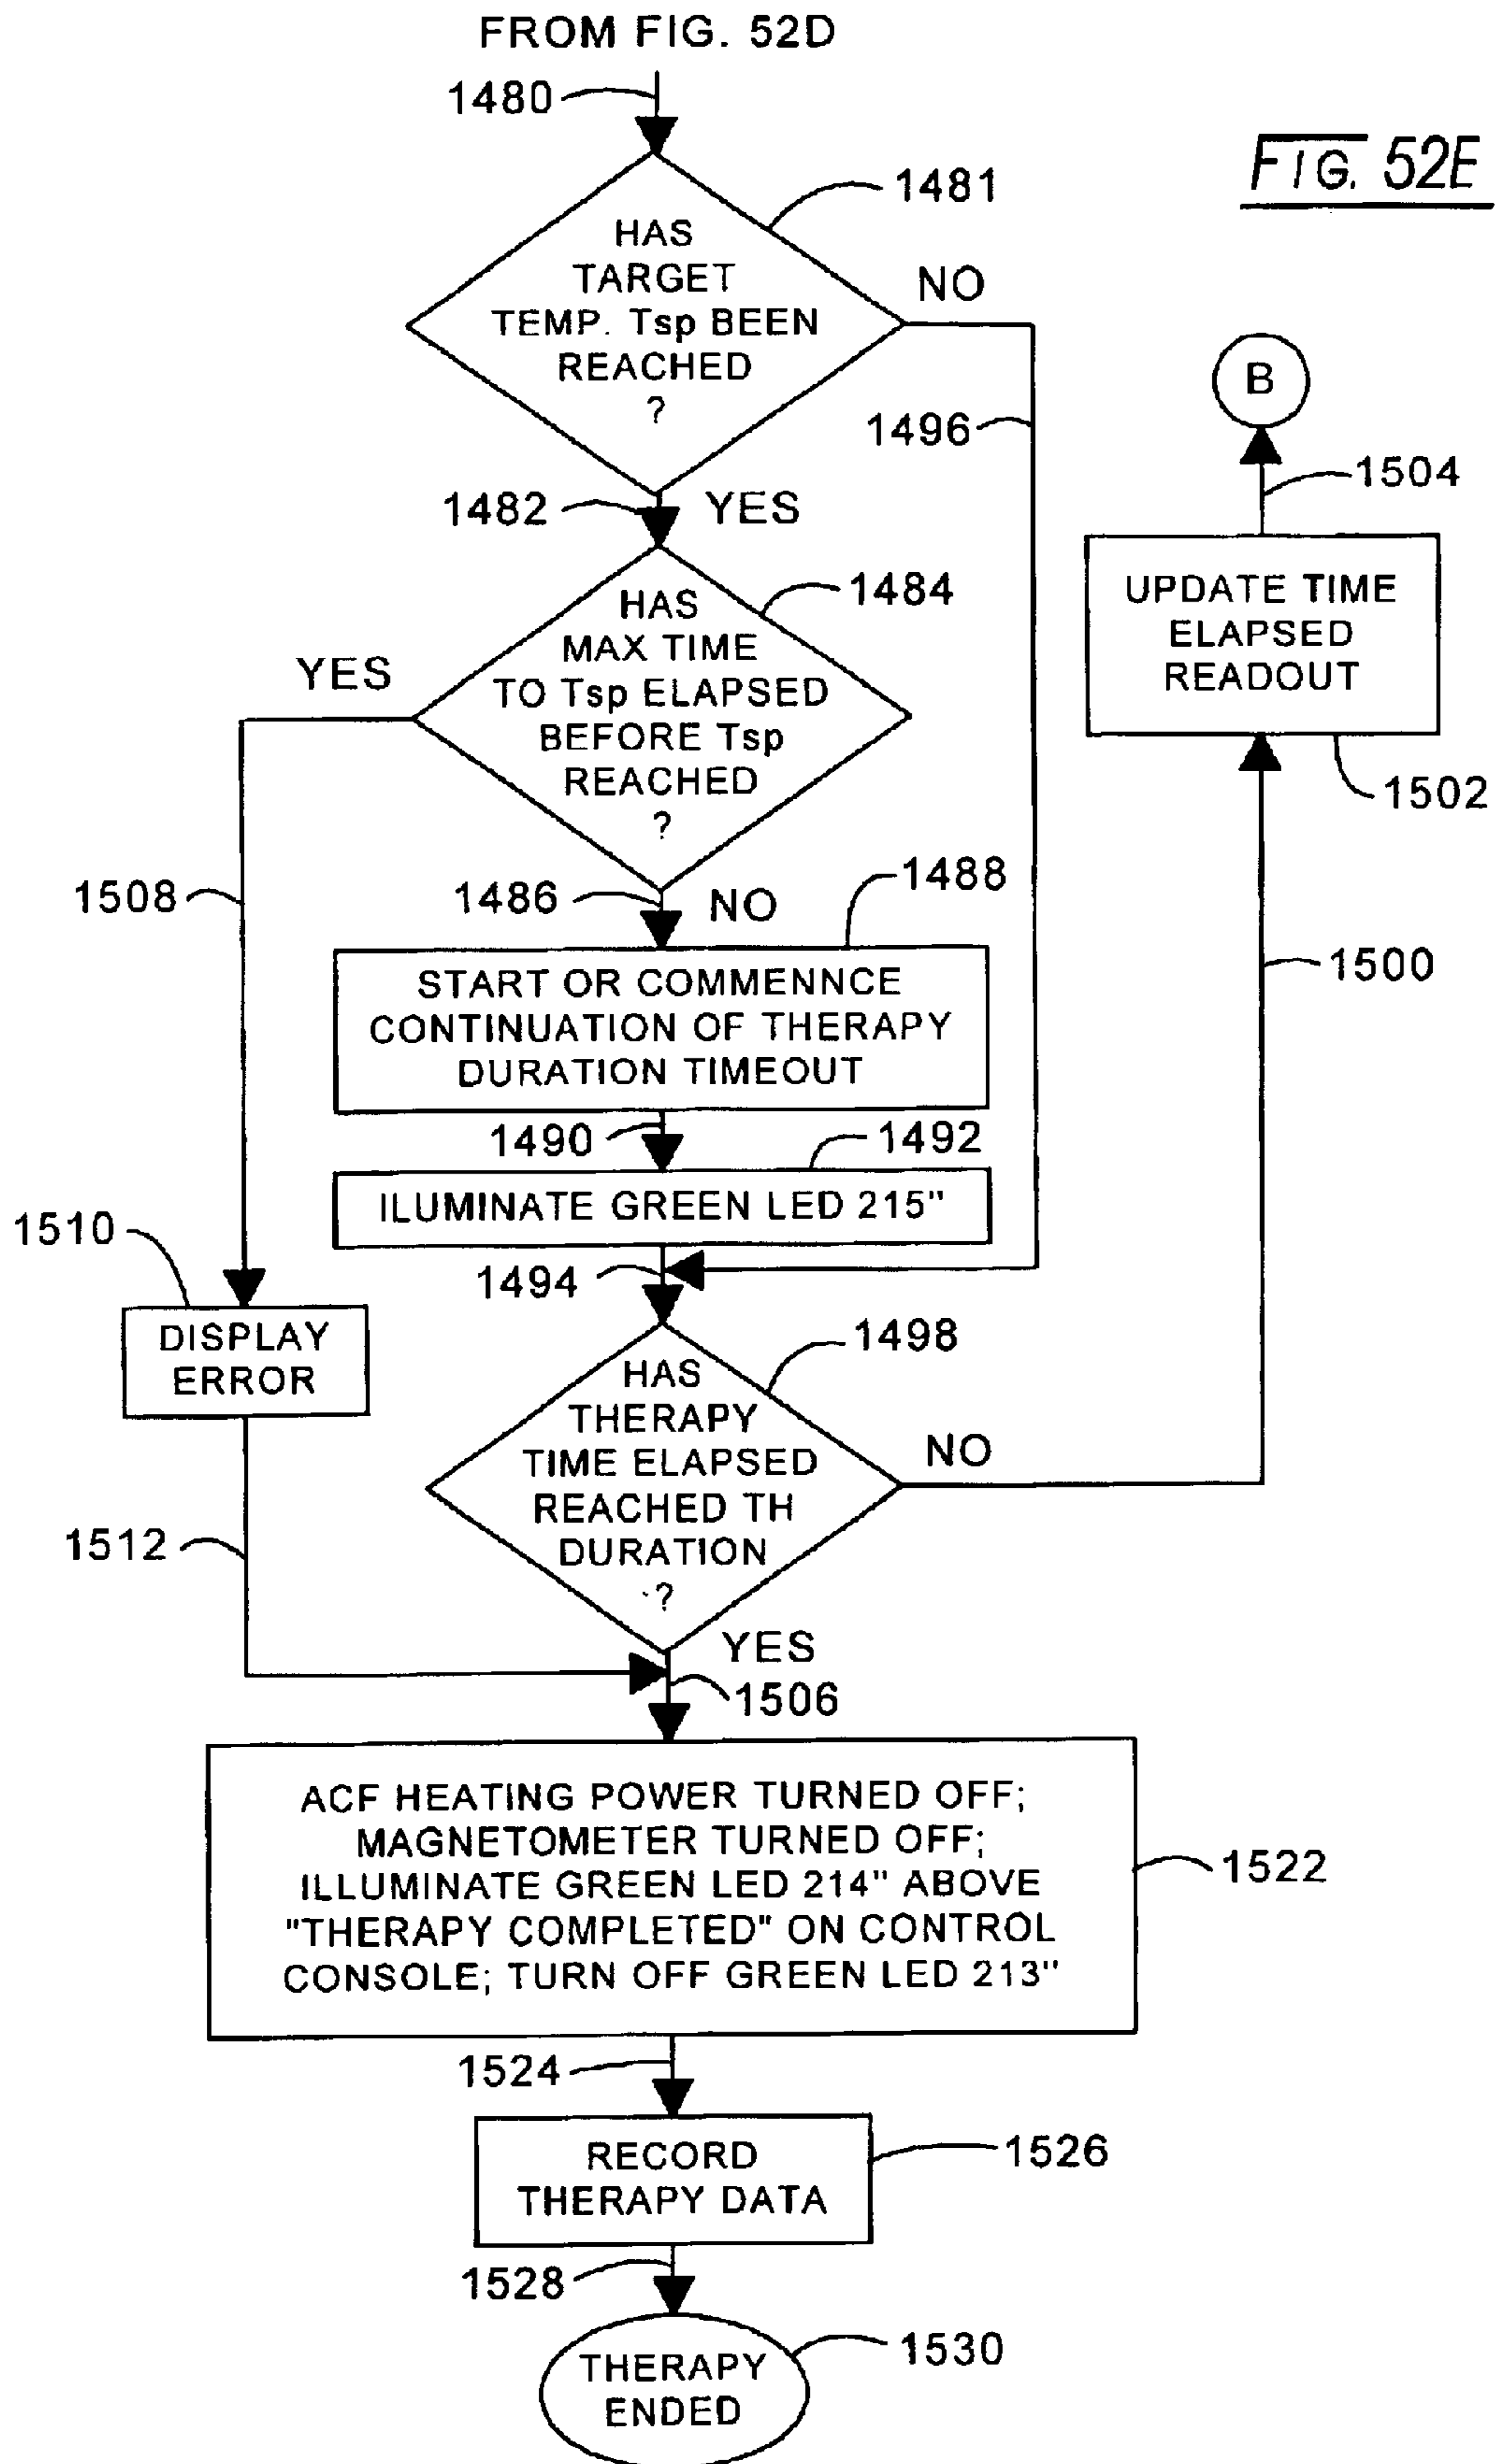 FROM FIG. 52D
1480
FIG. 52E
1481
HAS
TARGET
TEMP. Tsp BEEN
REACHED
?
NO
1496
B
1504
1482
YES
UPDATE TIME
ELAPSED
READOUT
1502
1484
HAS
MAX TIME
TO Tsp ELAPSED
BEFORE Tsp
REACHED
?
YES
1508
1486
NO
1488
1500
START OR COMMENNCE
CONTINUATION OF THERAPY
DURATION TIMEOUT
1490
1492
ILUMINATE GREEN LED 215"
1510
1494
DISPLAY
ERROR
1498
HAS
THERAPY
TIME ELAPSED
REACHED TH
DURATION
?
NO
1512
YES
1506
ACF HEATING POWER TURNED OFF;
MAGNETOMETER TURNED OFF;
ILLUMINATE GREEN LED 214" ABOVE
"THERAPY COMPLETED" ON CONTROL
CONSOLE; TURN OFF GREEN LED 213"
1522
1524
RECORD
THERAPY DATA
1526
1528
THERAPY
ENDED
1530